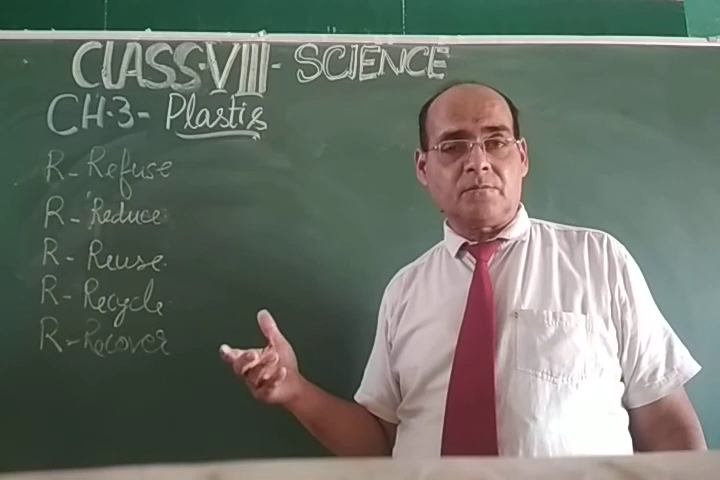 CLASS-VIII - SCIENCE
CH.3 - Plastis
R - Refuse
R - Reduce
R - Reuse
R - Recycle
R - Recover